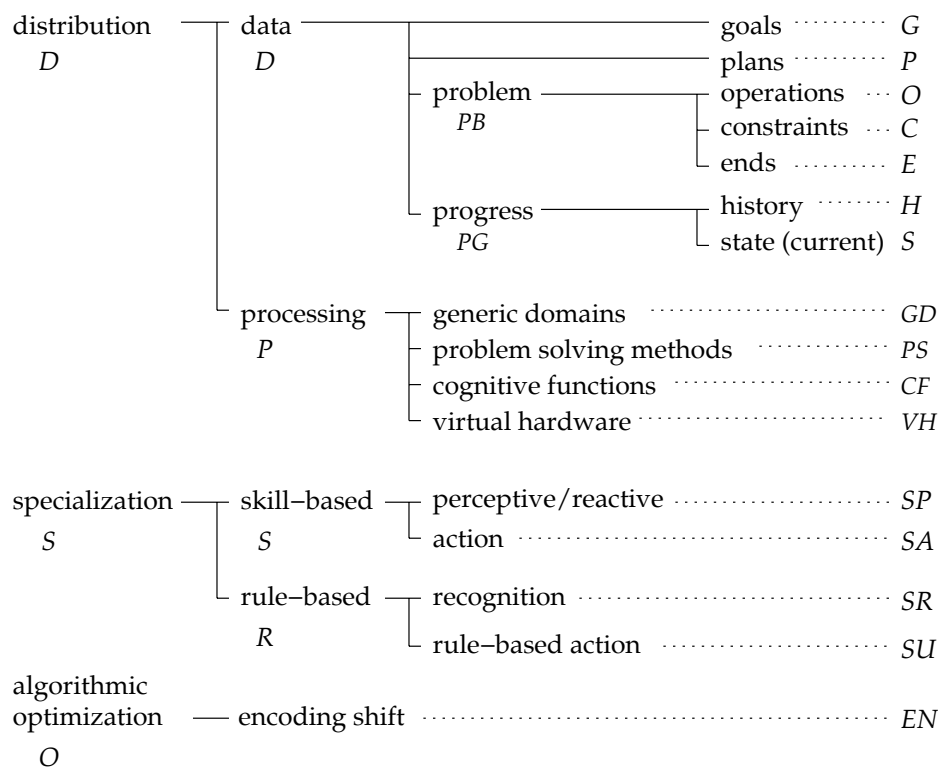 distribution data goals G
D D plans P
problem operations O
PB constraints C
ends E
progress history H
PG state (current) S
processing generic domains GD
P problem solving methods PS
cognitive functions CF
virtual hardware VH
specialization skill−based perceptive/reactive SP
S S action SA
rule−based recognition SR
R rule−based action SU
algorithmic
optimization encoding shift EN
O